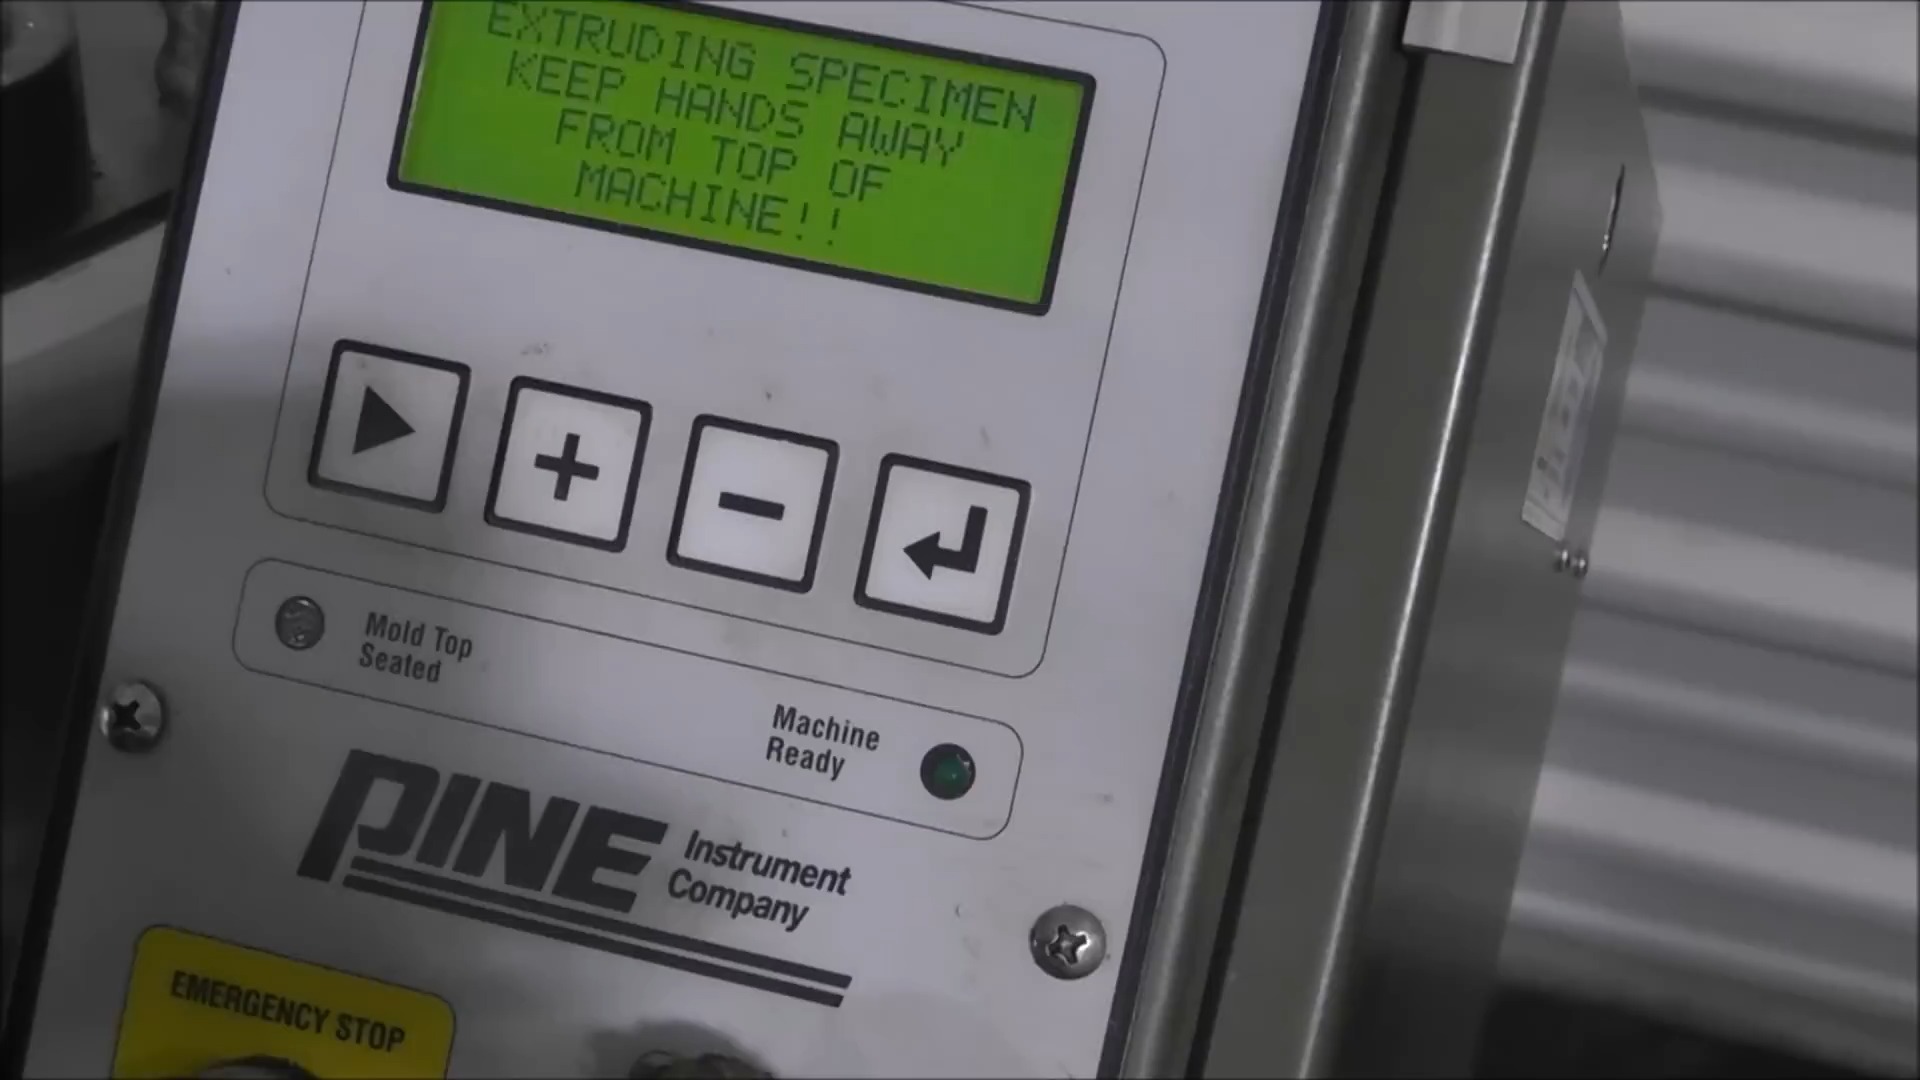 EXTRUDING SPECIMEN
KEEP HANDS AWAY
FROM TOP OF
MACHINE!!
Mold Top
Seated
Machine
Ready
PINE Instrument
Company
EMERGENCY STOP